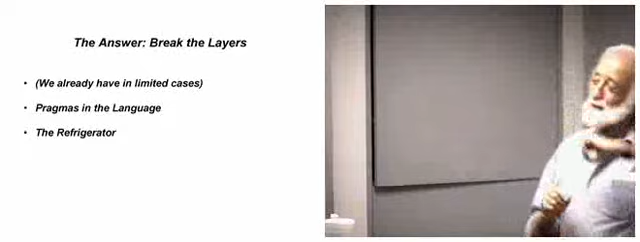 The Answer: Break the Layers
• (We already have in limited cases)
• Pragmas in the Language
• The Refrigerator